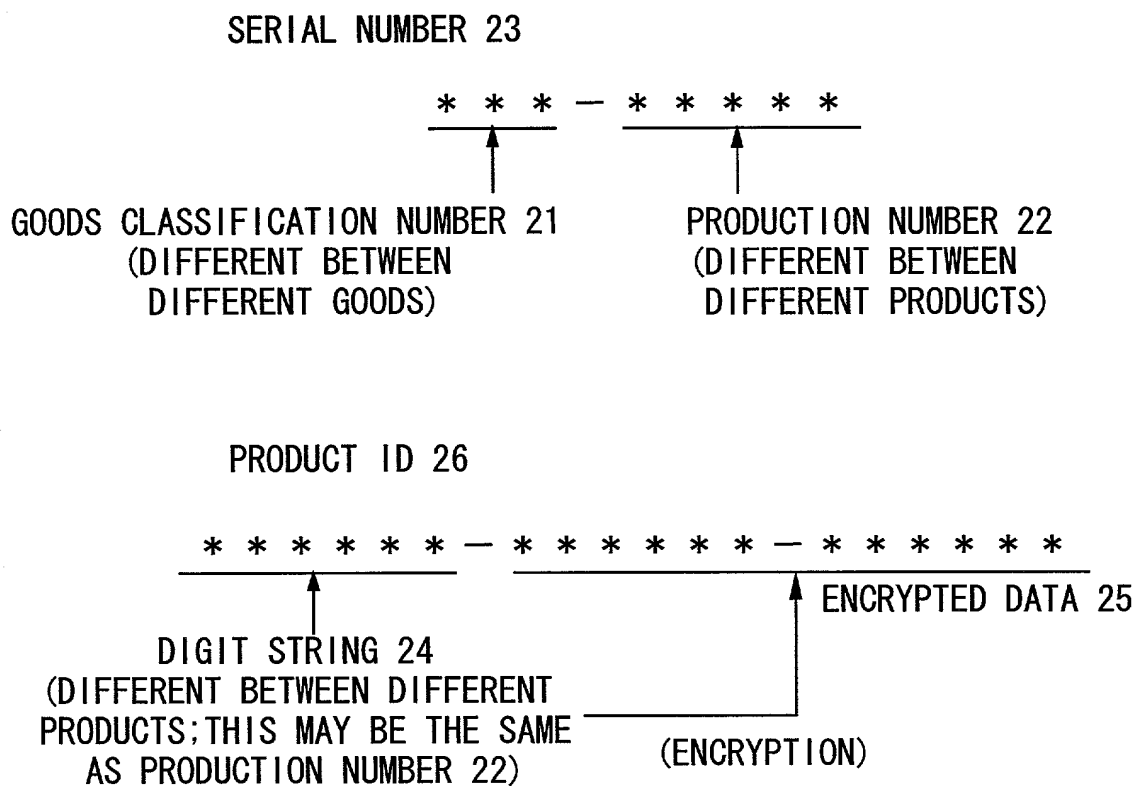 SERIAL NUMBER 23
* * * — * * * * *
GOODS CLASSIFICATION NUMBER 21
(DIFFERENT BETWEEN
DIFFERENT GOODS)
PRODUCTION NUMBER 22
(DIFFERENT BETWEEN
DIFFERENT PRODUCTS)
PRODUCT ID 26
* * * * * * — * * * * * * — * * * * * *
ENCRYPTED DATA 25
DIGIT STRING 24
(DIFFERENT BETWEEN DIFFERENT
PRODUCTS;THIS MAY BE THE SAME
AS PRODUCTION NUMBER 22)
(ENCRYPTION)